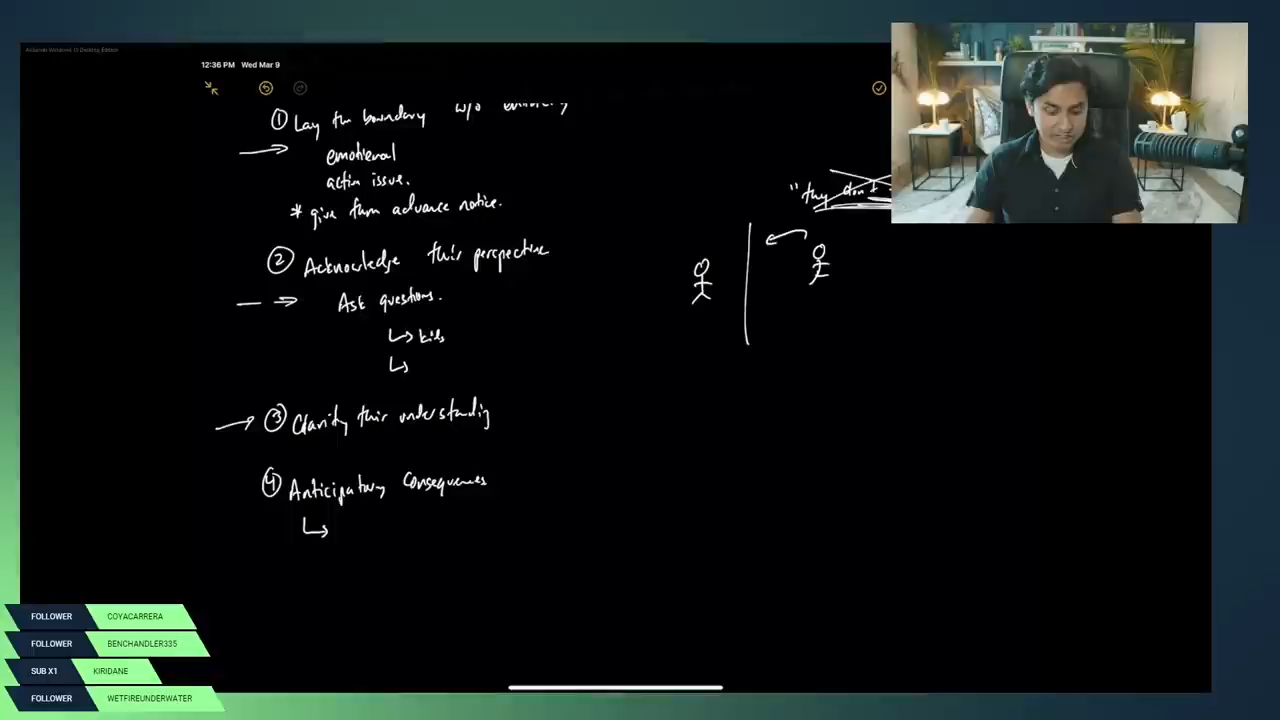 12:36 PM Wed Mar 9
① Lay the boundary w/o
emotional
action issue.
* give them advance notice.
② Acknowledge their perspective
Ask questions.
↳ kids
↳
③ Clarify their understanding
④ Anticipatory Consequences
↳
"they don't
FOLLOWER COYACARRERA
FOLLOWER BENCHANDLER335
SUB X1 KIRIDANE
FOLLOWER WETFIREUNDERWATER